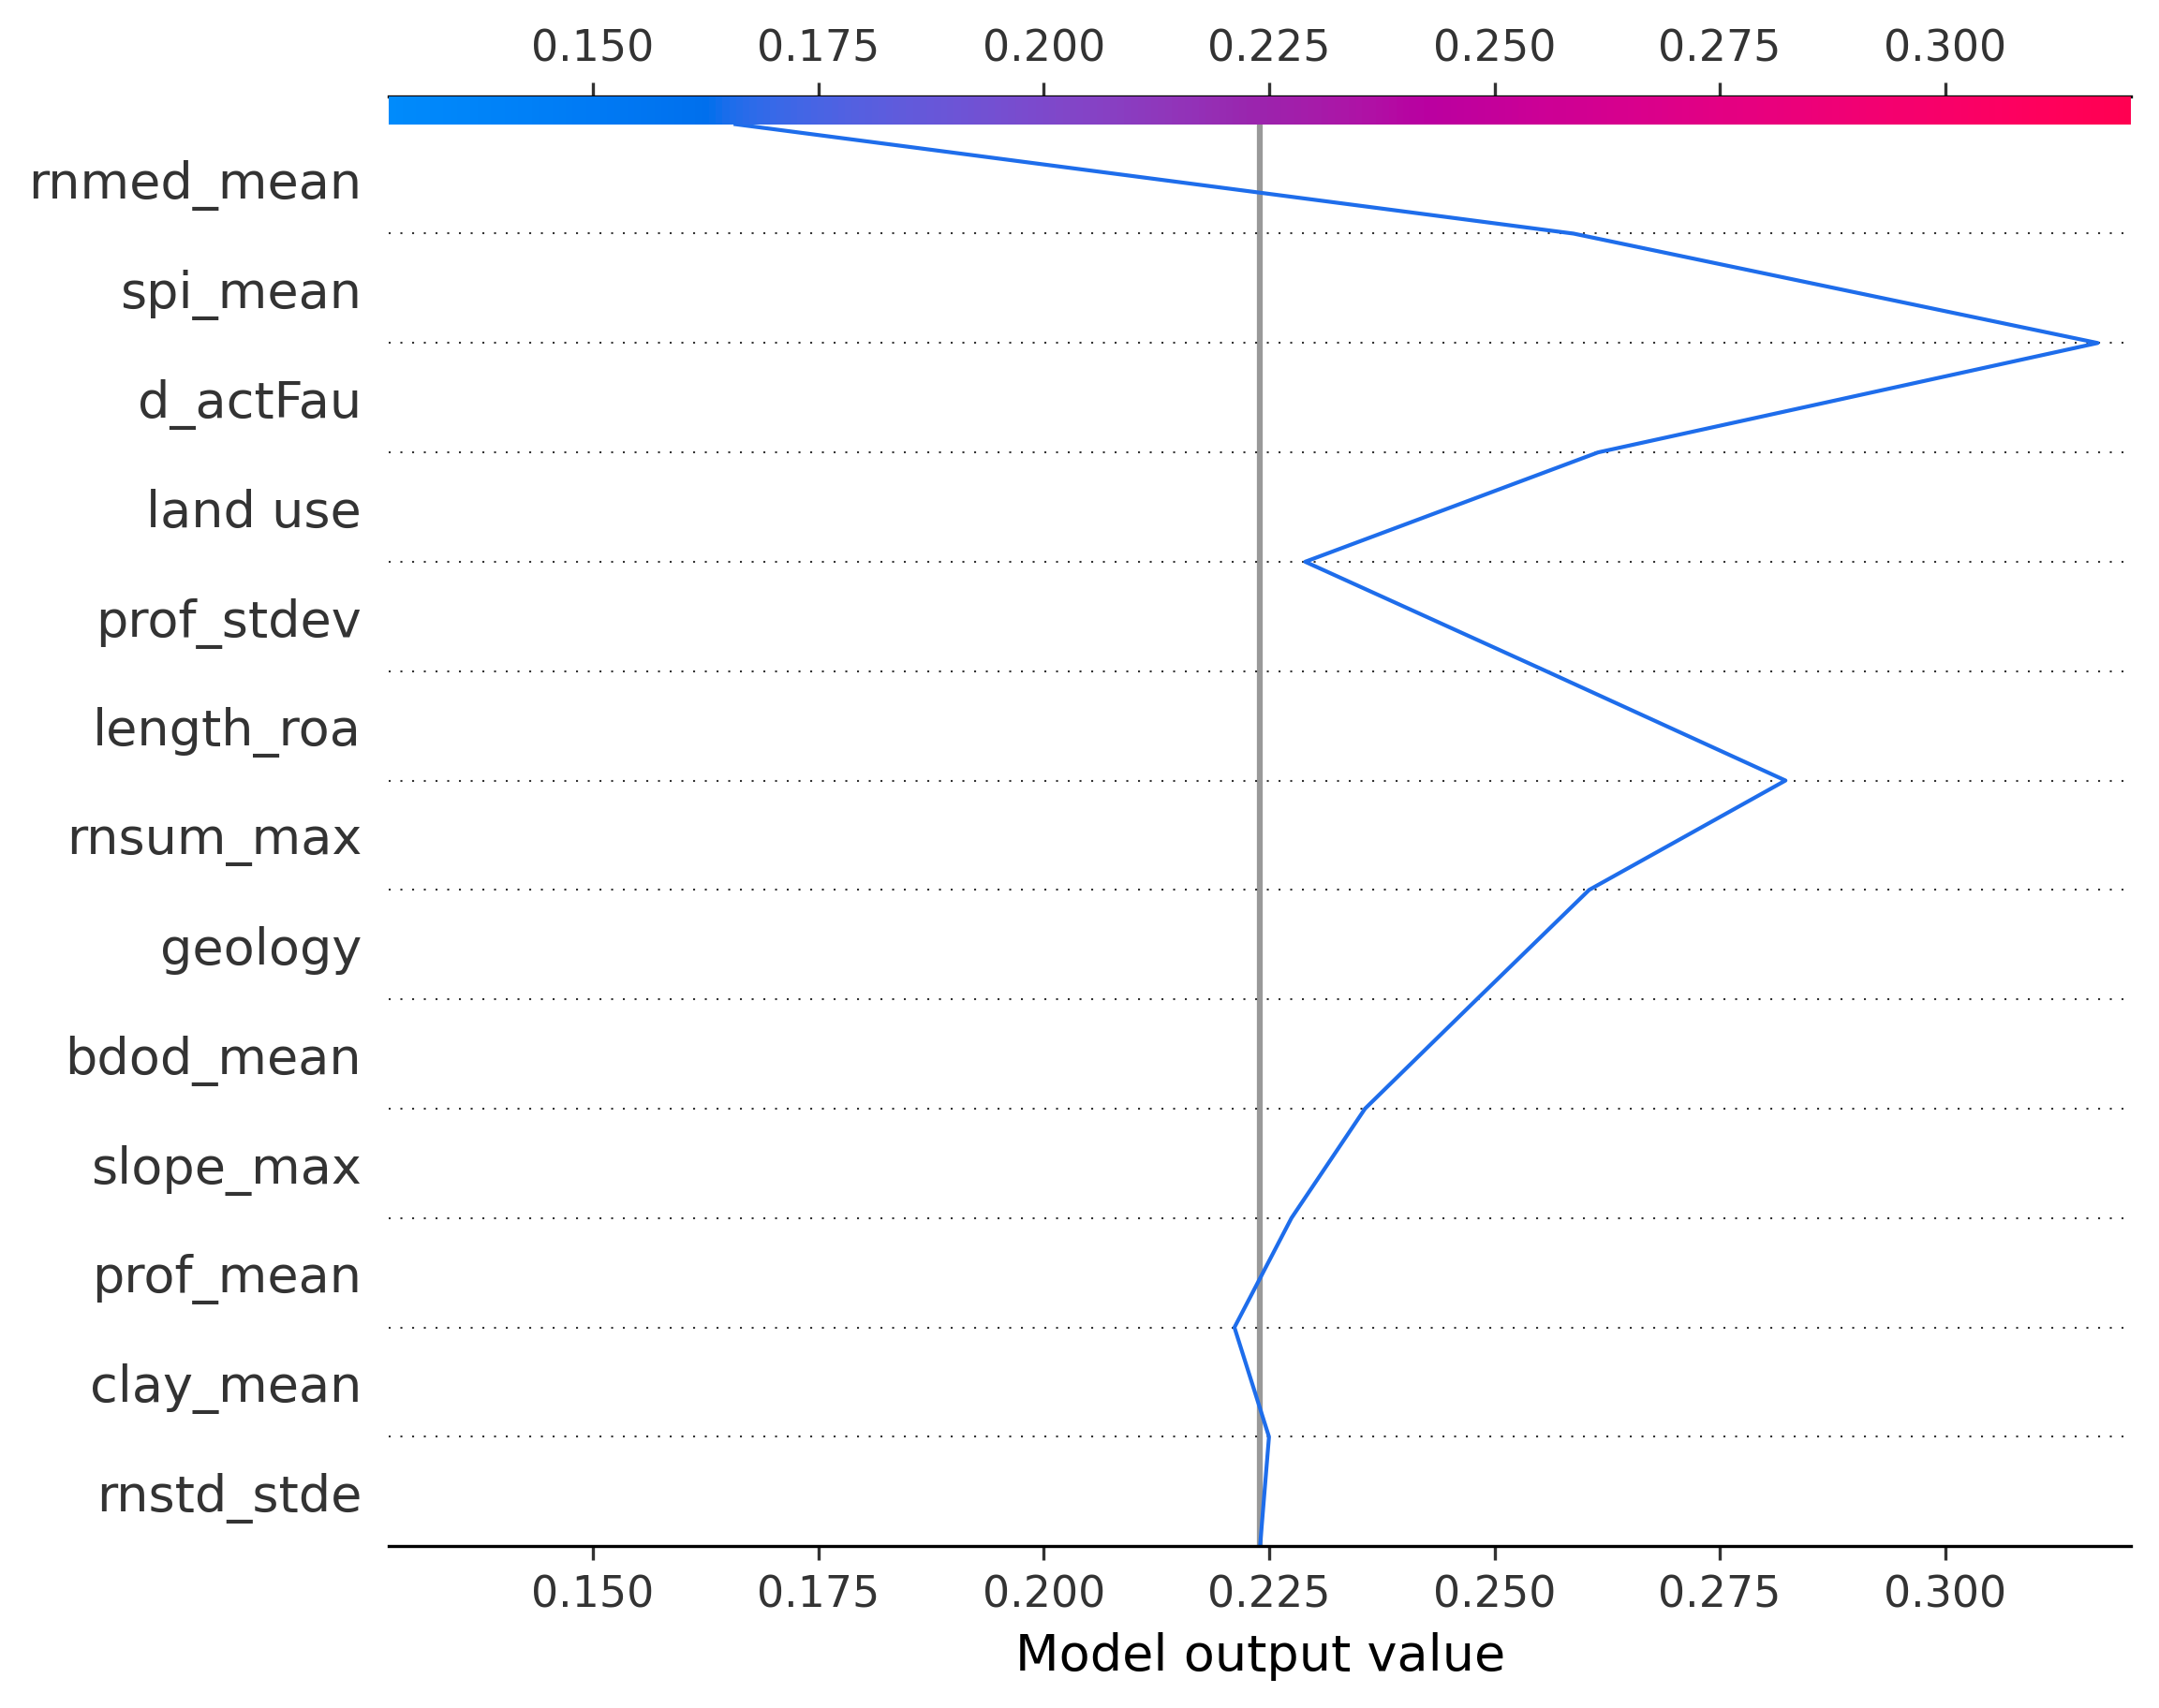 0.150 0.175 0.200 0.225 0.250 0.275 0.300
rnmed_mean
spi_mean
d_actFau
land use
prof_stdev
length_roa
rnsum_max
geology
bdod_mean
slope_max
prof_mean
clay_mean
rnstd_stde
0.150 0.175 0.200 0.225 0.250 0.275 0.300
Model output value